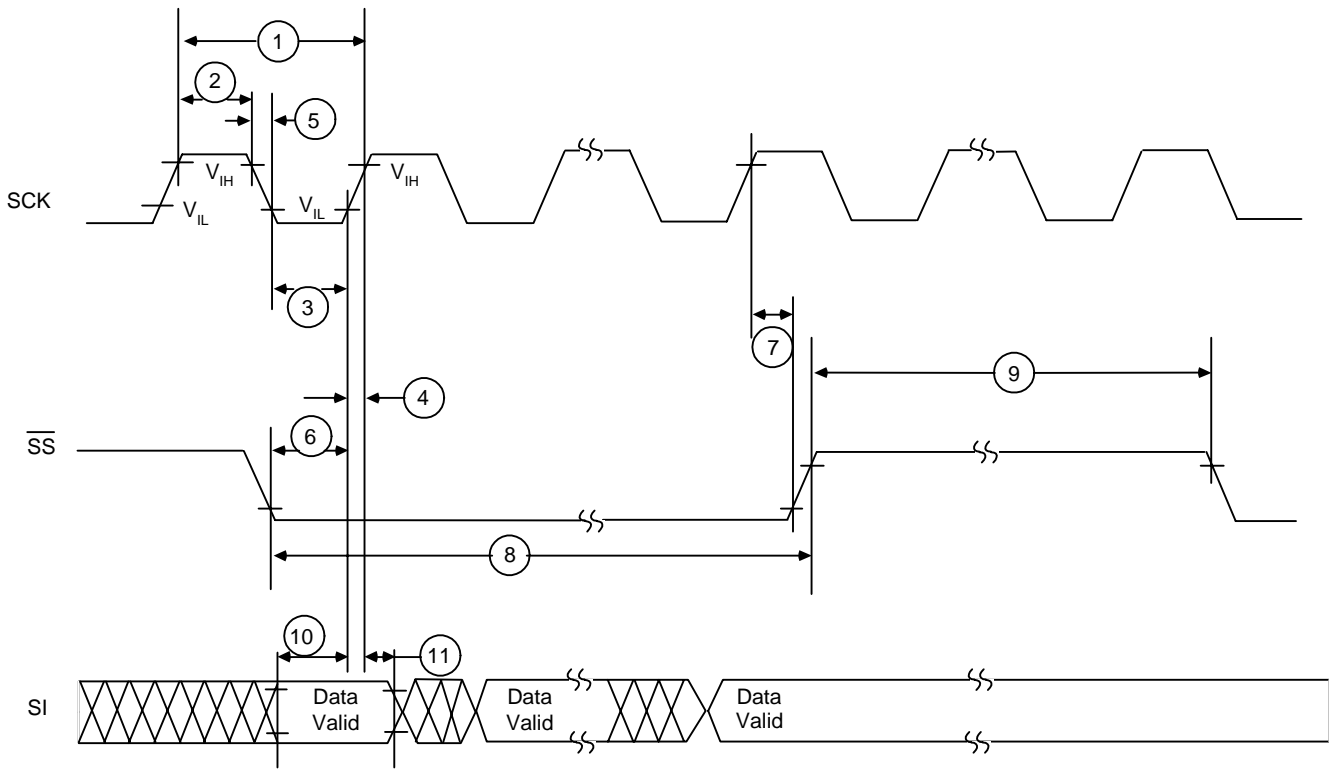 1
2
5
V_IH
V_IH
SCK
V_IL
V_IL
3
7
9
4
6
S̅S̅
8
10
11
SI
Data
Valid
Data
Valid
Data
Valid